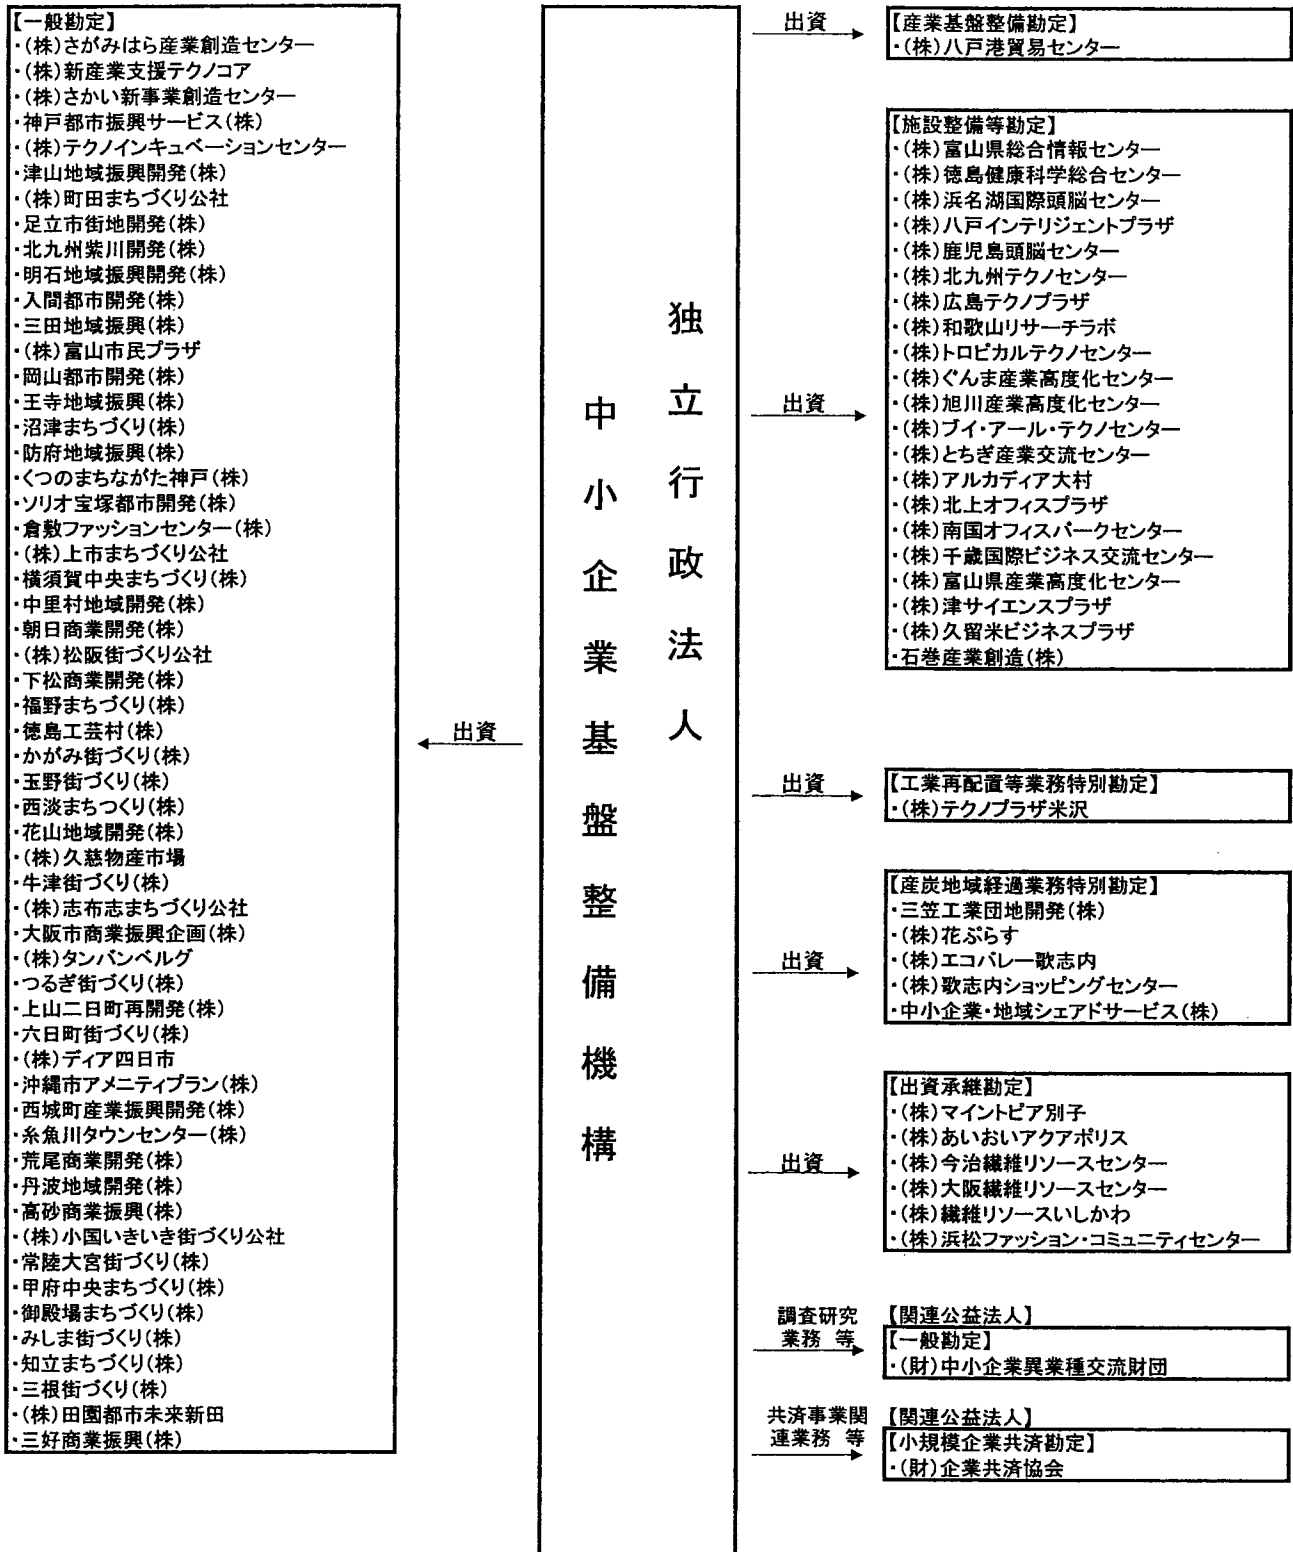 【一般勘定】
・(株)さがみはら産業創造センター
・(株)新産業支援テクノコア
・(株)さかい新事業創造センター
・神戸都市振興サービス(株)
・(株)テクノインキュベーションセンター
・津山地域振興開発(株)
・(株)町田まちづくり公社
・足立市街地開発(株)
・北九州紫川開発(株)
・明石地域振興開発(株)
・入間都市開発(株)
・三田地域振興(株)
・(株)富山市民プラザ
・岡山都市開発(株)
・王寺地域振興(株)
・沼津まちづくり(株)
・防府地域振興(株)
・くつのまちながた神戸(株)
・ソリオ宝塚都市開発(株)
・倉敷ファッションセンター(株)
・(株)上市まちづくり公社
・横須賀中央まちづくり(株)
・中里村地域開発(株)
・朝日商業開発(株)
・(株)松阪街づくり公社
・下松商業開発(株)
・福野まちづくり(株)
・徳島工芸村(株)
・かがみ街づくり(株)
・玉野街づくり(株)
・西淡まちつくり(株)
・花山地域開発(株)
・(株)久慈物産市場
・牛津街づくり(株)
・(株)志布志まちづくり公社
・大阪市商業振興企画(株)
・(株)タンバンベルグ
・つるぎ街づくり(株)
・上山二日町再開発(株)
・六日町街づくり(株)
・(株)ディア四日市
・沖縄市アメニティプラン(株)
・西城町産業振興開発(株)
・糸魚川タウンセンター(株)
・荒尾商業開発(株)
・丹波地域開発(株)
・高砂商業振興(株)
・(株)小国いきいき街づくり公社
・常陸大宮街づくり(株)
・甲府中央まちづくり(株)
・御殿場まちづくり(株)
・みしま街づくり(株)
・知立まちづくり(株)
・三根街づくり(株)
・(株)田園都市未来新田
・三好商業振興(株)
出資
独立行政法人
中小企業基盤整備機構
出資
【産業基盤整備勘定】
・(株)八戸港貿易センター
出資
【施設整備等勘定】
・(株)富山県総合情報センター
・(株)徳島健康科学総合センター
・(株)浜名湖国際頭脳センター
・(株)八戸インテリジェントプラザ
・(株)鹿児島頭脳センター
・(株)北九州テクノセンター
・(株)広島テクノプラザ
・(株)和歌山リサーチラボ
・(株)トロピカルテクノセンター
・(株)ぐんま産業高度化センター
・(株)旭川産業高度化センター
・(株)ブイ・アール・テクノセンター
・(株)とちぎ産業交流センター
・(株)アルカディア大村
・(株)北上オフィスプラザ
・(株)南国オフィスパークセンター
・(株)千歳国際ビジネス交流センター
・(株)富山県産業高度化センター
・(株)津サイエンスプラザ
・(株)久留米ビジネスプラザ
・石巻産業創造(株)
出資
【工業再配置等業務特別勘定】
・(株)テクノプラザ米沢
出資
【産炭地域経過業務特別勘定】
・三笠工業団地開発(株)
・(株)花ぷらす
・(株)エコバレー歌志内
・(株)歌志内ショッピングセンター
・中小企業・地域シェアドサービス(株)
出資
【出資承継勘定】
・(株)マイントピア別子
・(株)あいおいアクアポリス
・(株)今治繊維リソースセンター
・(株)大阪繊維リソースセンター
・(株)繊維リソースいしかわ
・(株)浜松ファッション・コミュニティセンター
調査研究
業務 等
【関連公益法人】
【一般勘定】
・(財)中小企業異業種交流財団
共済事業関
連業務 等
【関連公益法人】
【小規模企業共済勘定】
・(財)企業共済協会